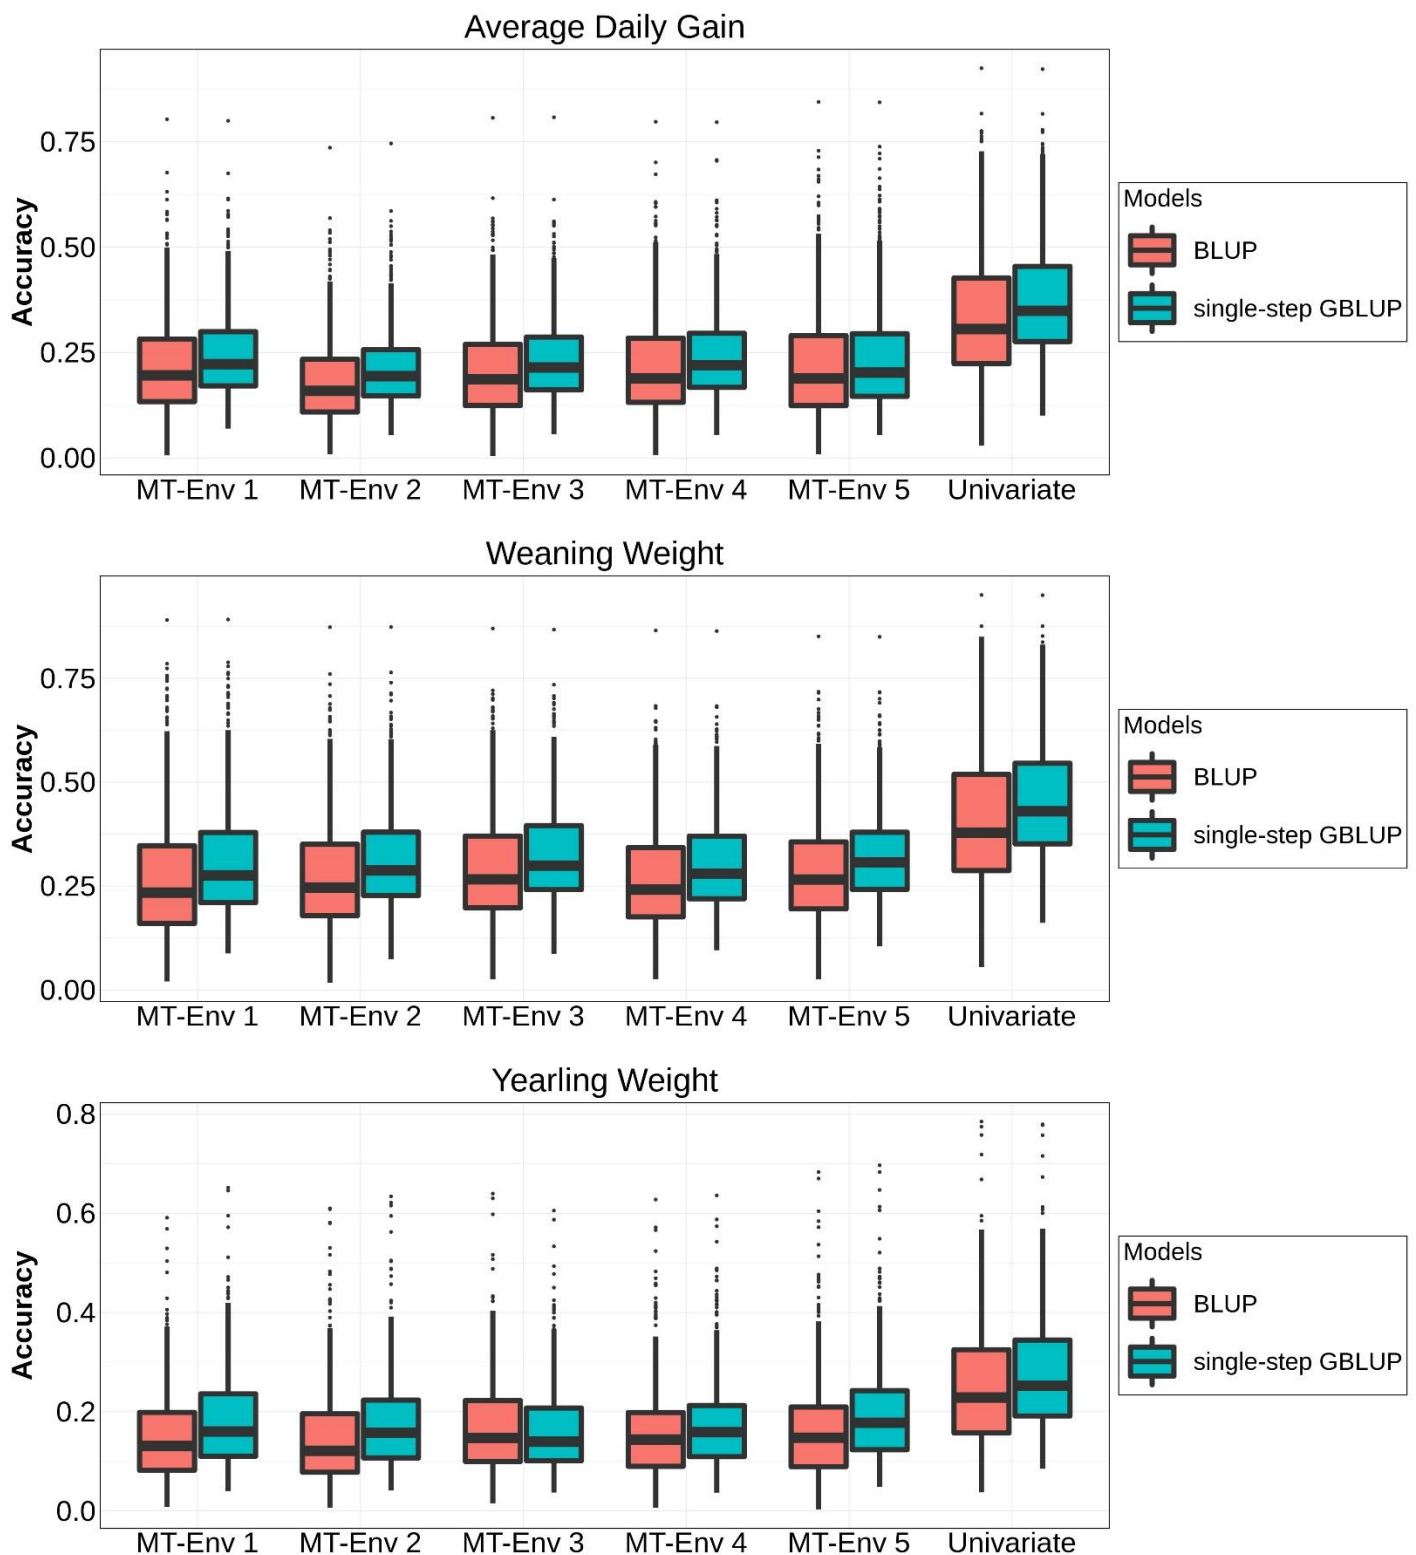 Average Daily Gain
Accuracy
0.75
0.50
0.25
0.00
MT-Env 1 MT-Env 2 MT-Env 3 MT-Env 4 MT-Env 5 Univariate
Models
BLUP
single-step GBLUP
Weaning Weight
Accuracy
0.75
0.50
0.25
0.00
MT-Env 1 MT-Env 2 MT-Env 3 MT-Env 4 MT-Env 5 Univariate
Models
BLUP
single-step GBLUP
Yearling Weight
Accuracy
0.8
0.6
0.4
0.2
0.0
MT-Env 1 MT-Env 2 MT-Env 3 MT-Env 4 MT-Env 5 Univariate
Models
BLUP
single-step GBLUP